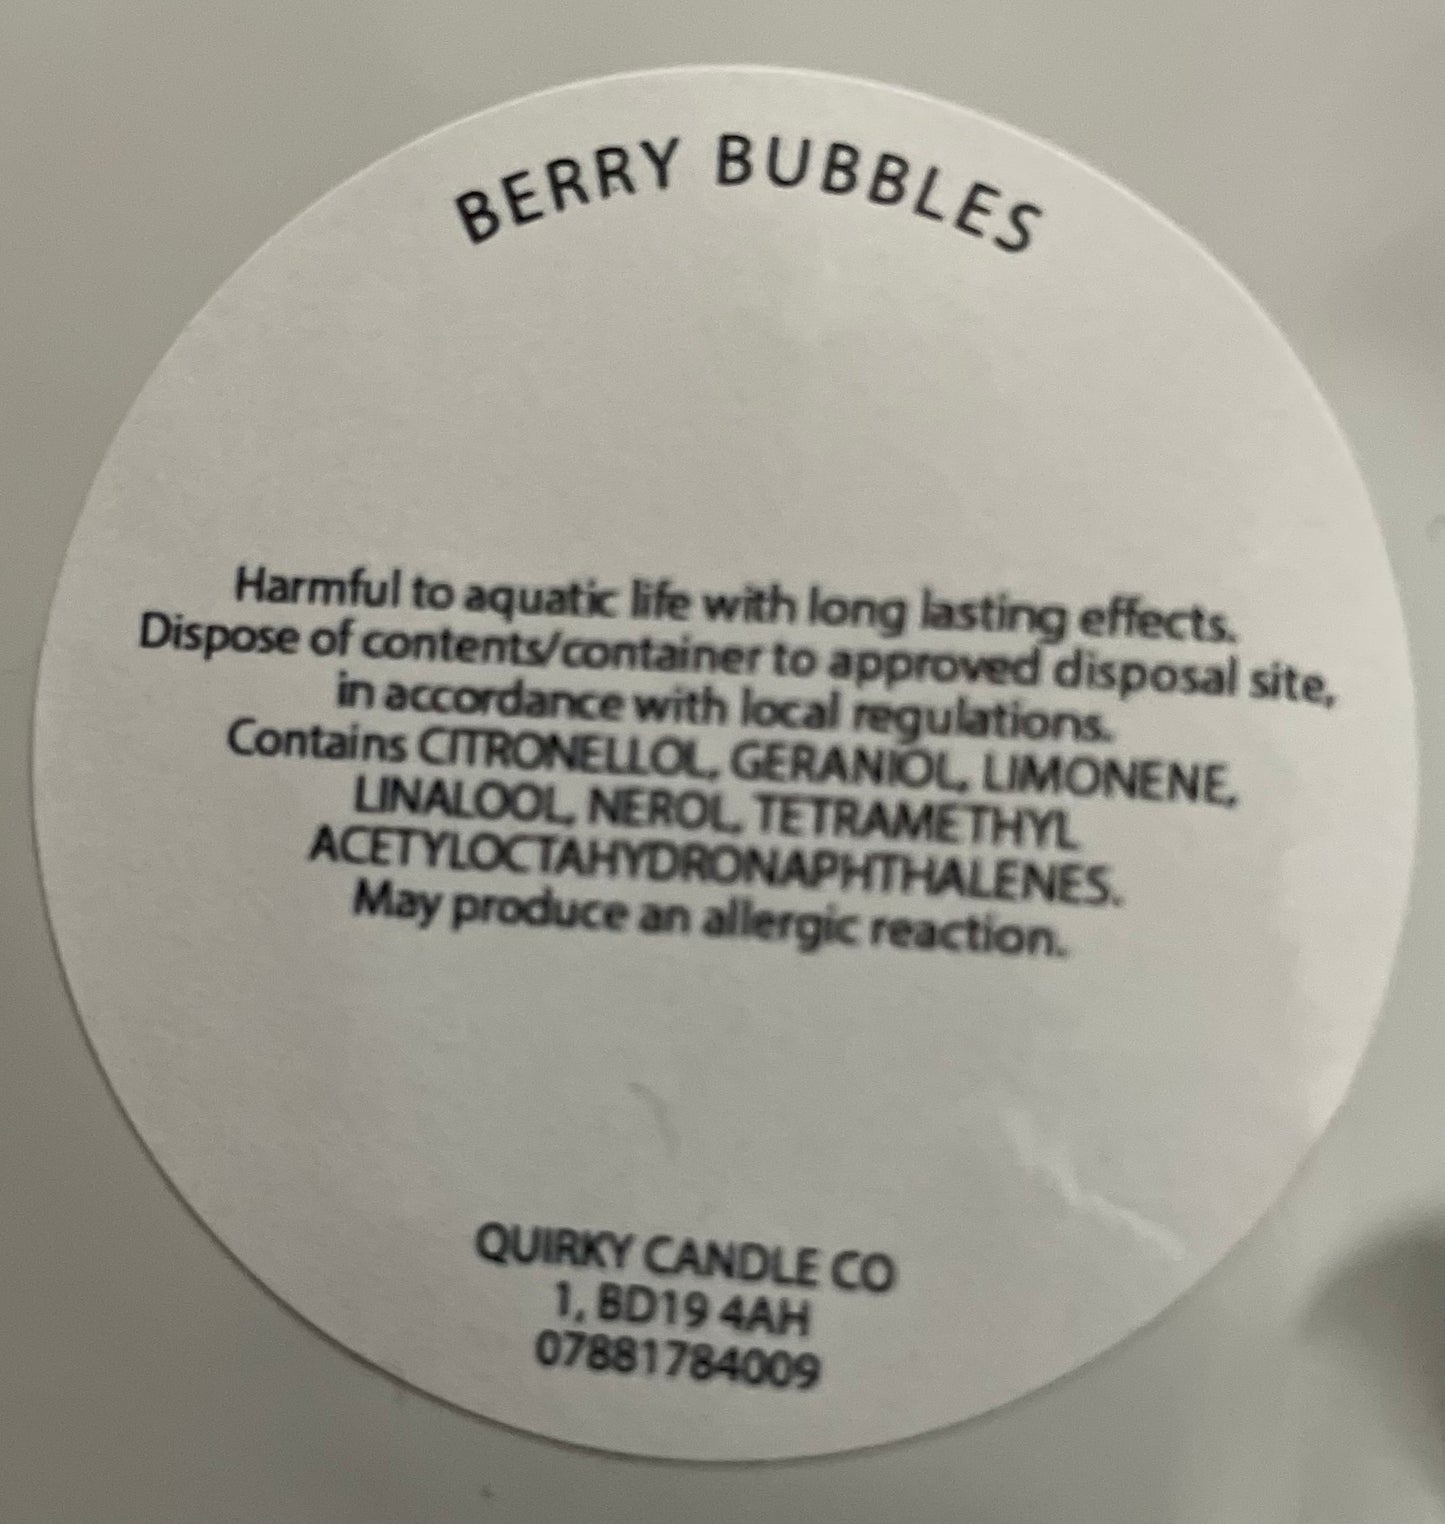 BERRY BUBBLES
Harmful to aquatic life with long lasting effects.
Dispose of contents/container to approved disposal site,
in accordance with local regulations.
Contains CITRONELLOL, GERANIOL, LIMONENE,
LINALOOL, NEROL, TETRAMETHYL
ACETYLOCTAHYDRONAPHTHALENES.
May produce an allergic reaction.
QUIRKY CANDLE CO
1, BD19 4AH
07881784009